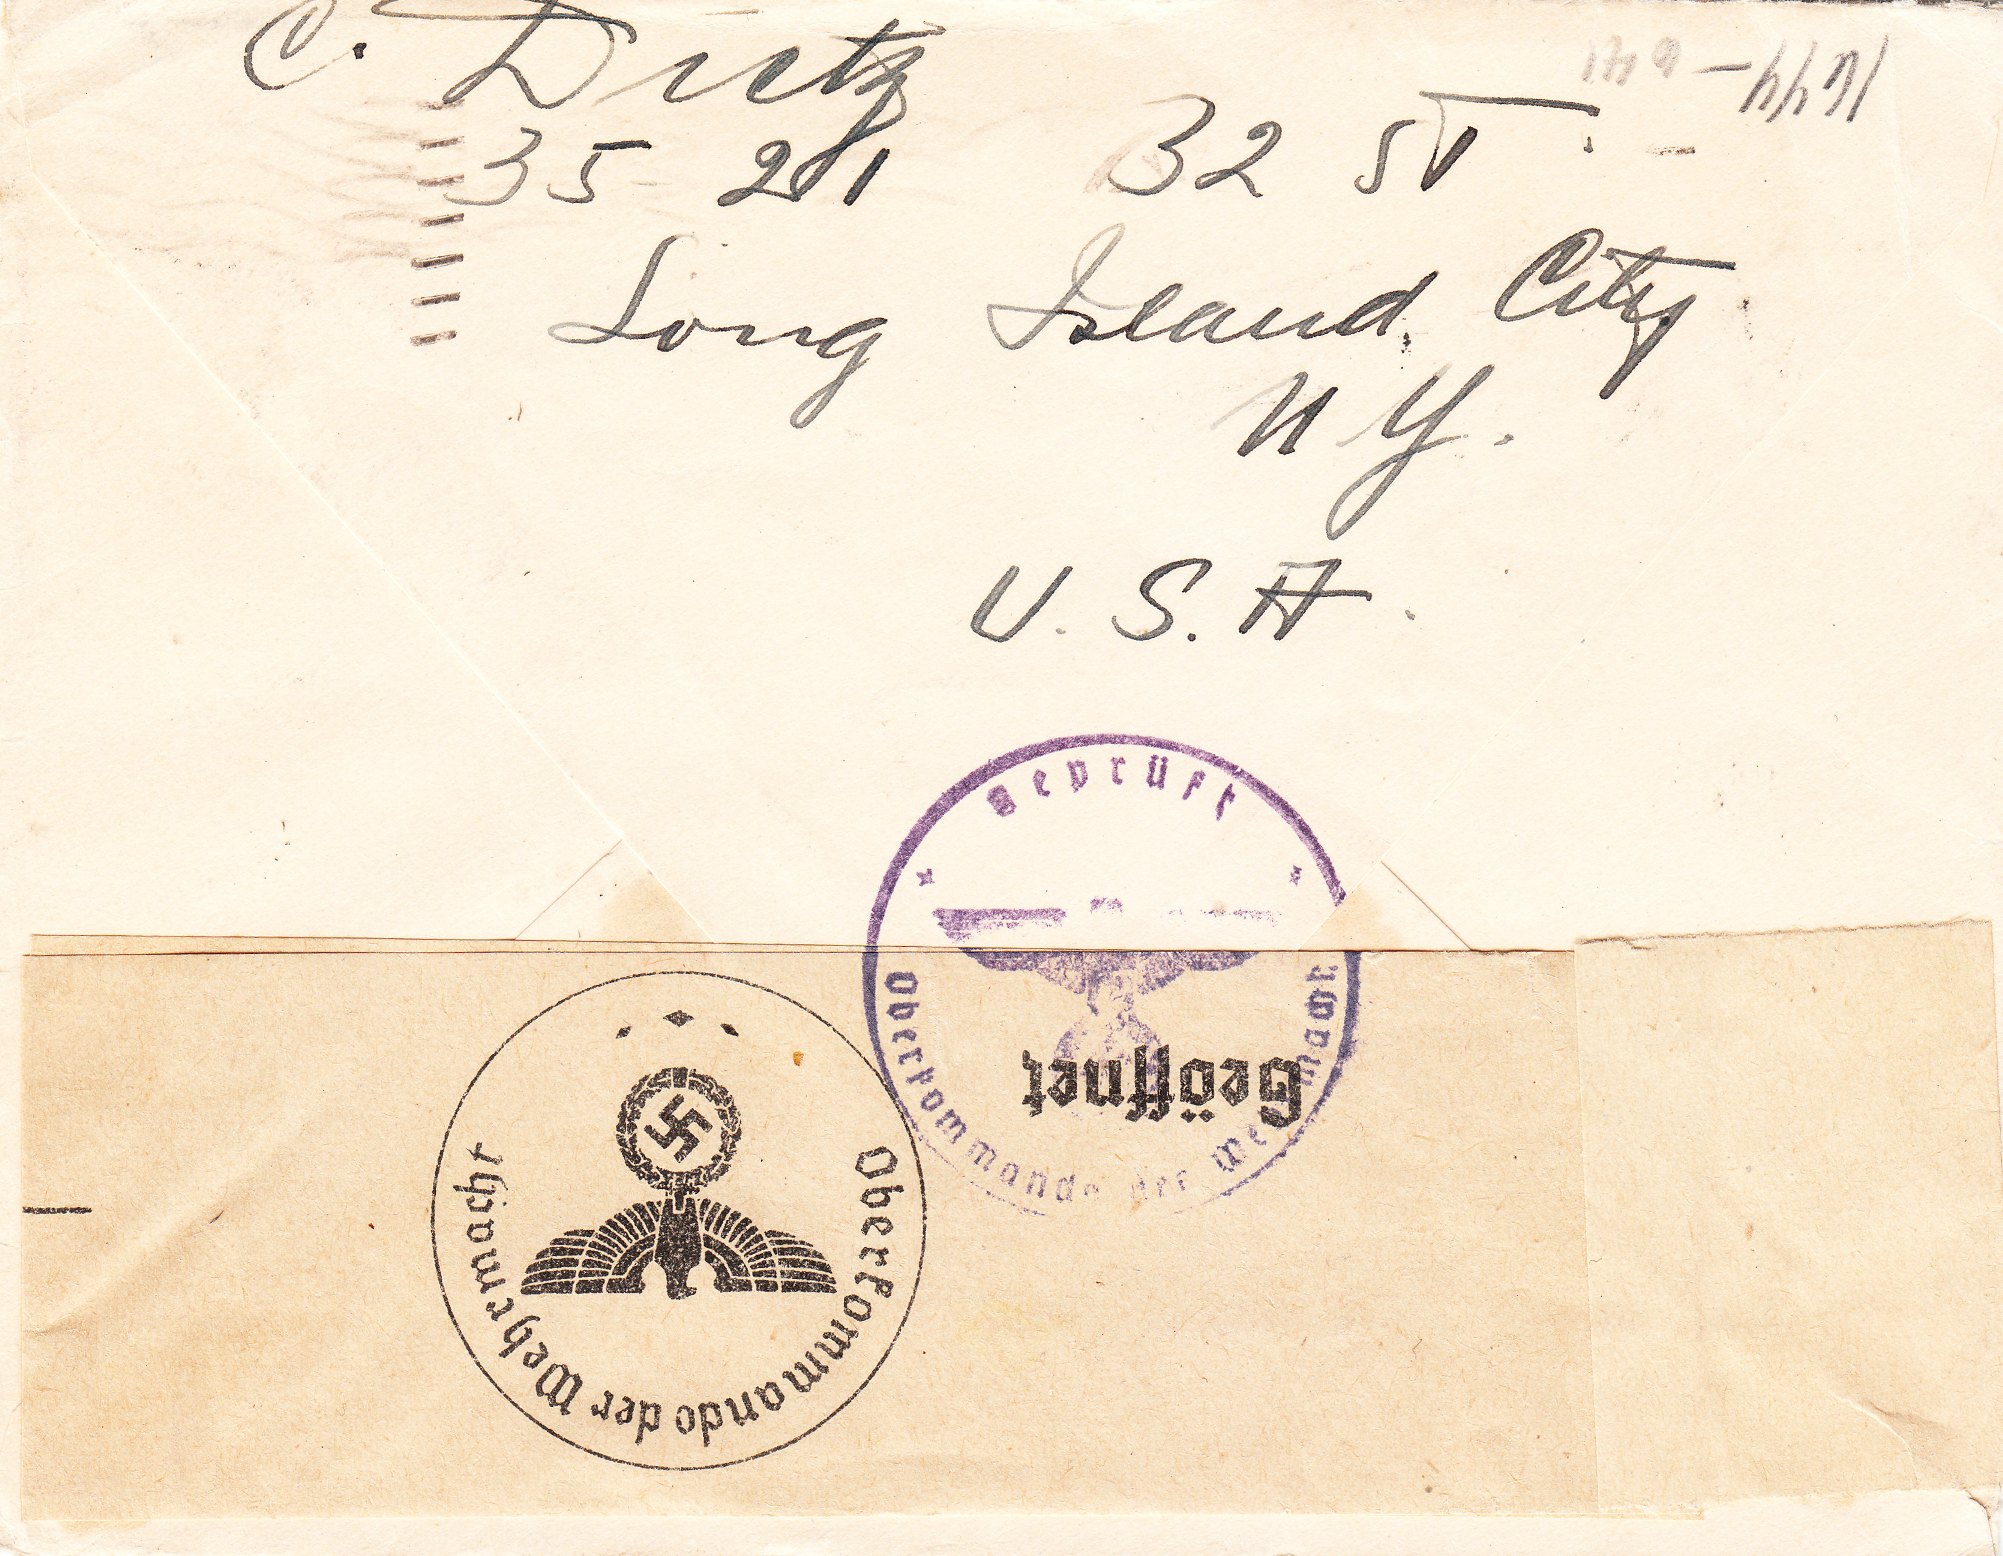 C. Dietz
35-21 32 ST.
Long Island City
N.Y.
U.S.A.
Geprüft
Oberkommando der Wehrmacht
Geöffnet
Oberkommando der Wehrmacht